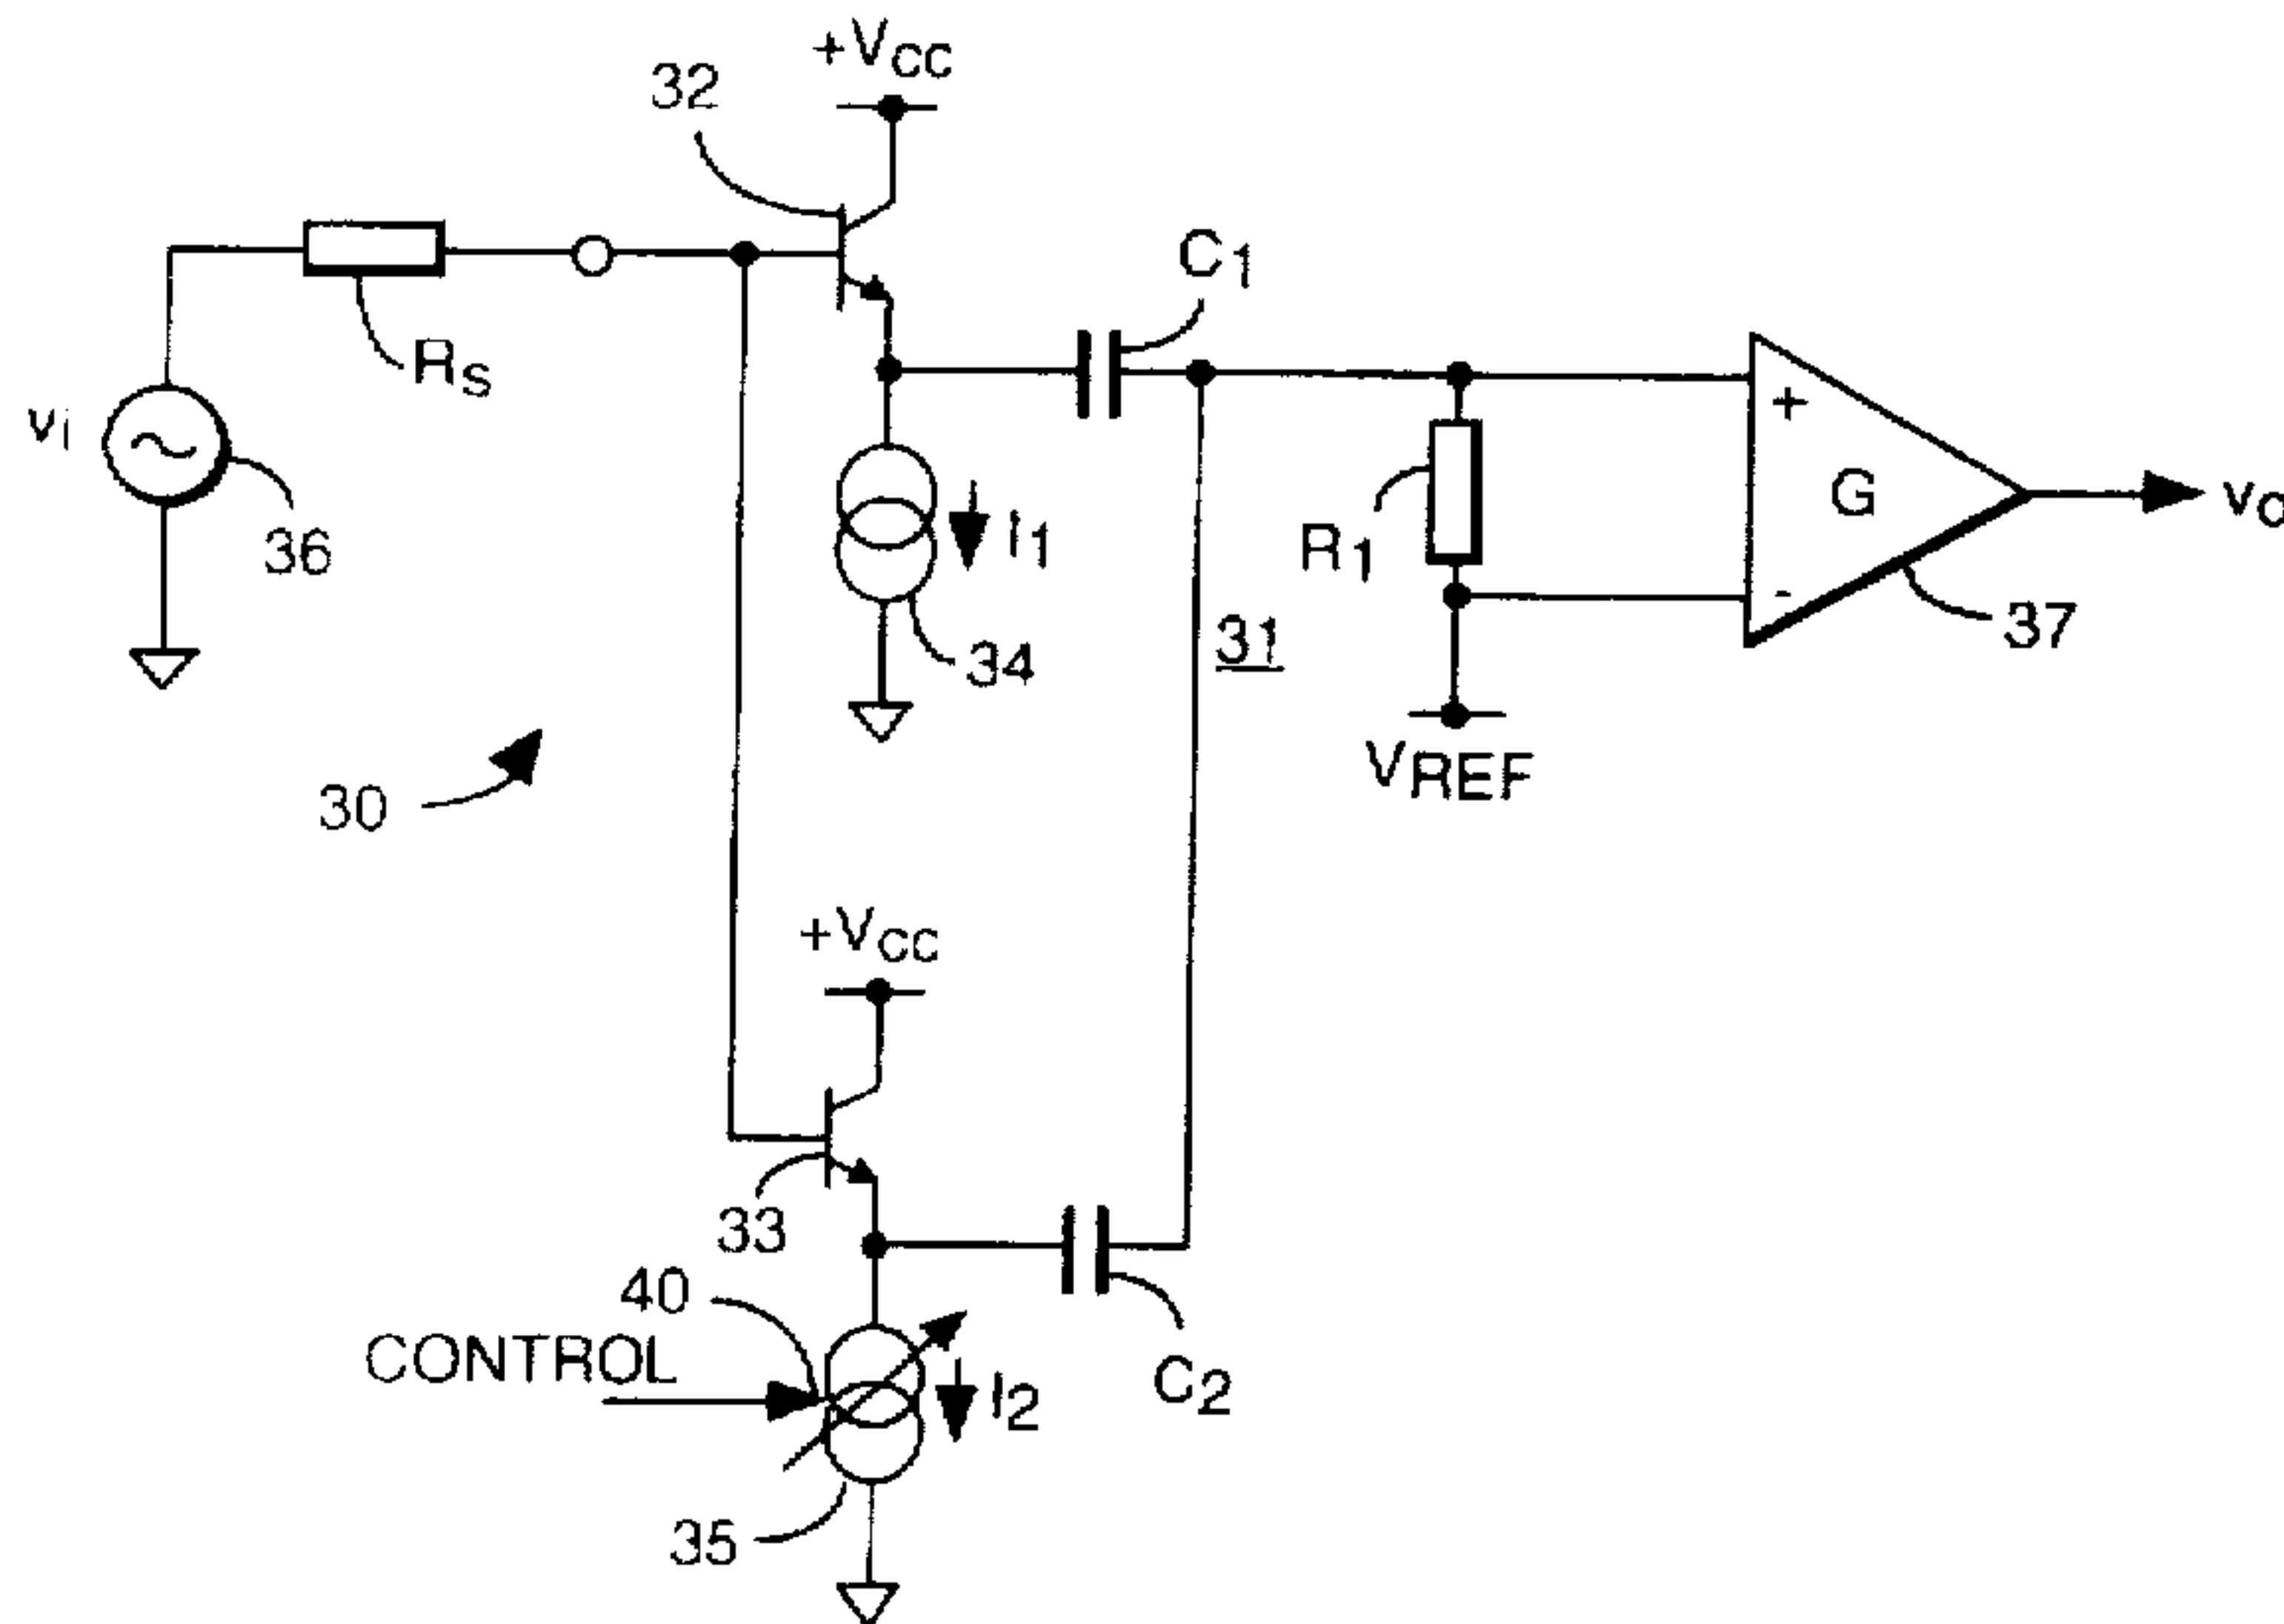 +VCC
32
C1
RS
vi
+
G
vo
I1
R1
36
-
37
31
34
VREF
30
+VCC
33
40
CONTROL
I2
C2
35